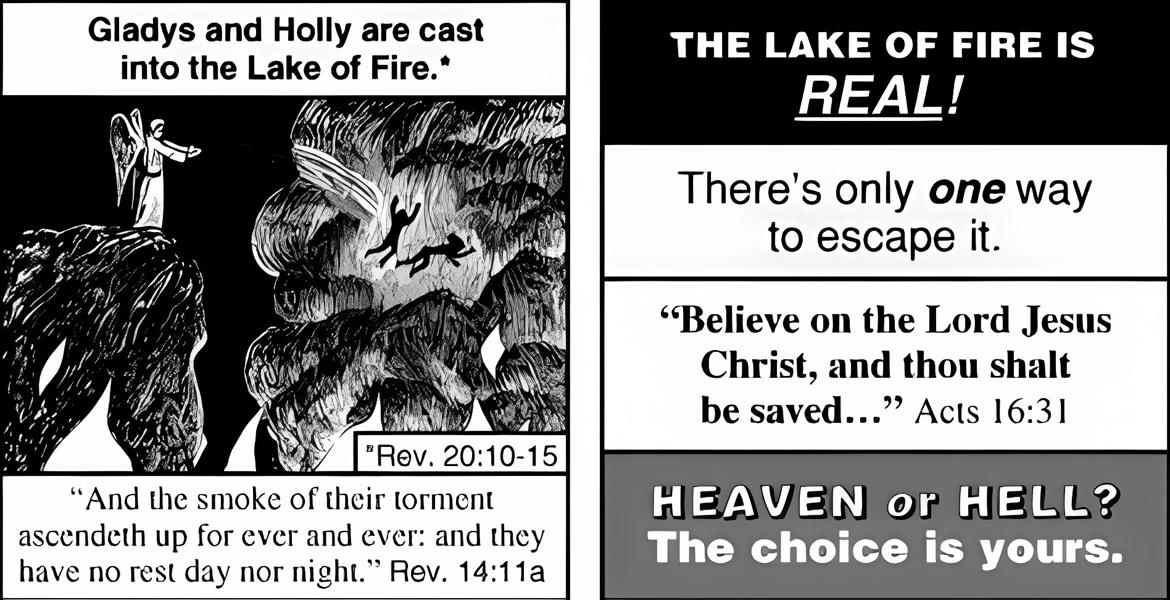 Gladys and Holly are cast
into the Lake of Fire.*
*Rev. 20:10-15
“And the smoke of their torment
ascendeth up for ever and ever: and they
have no rest day nor night.” Rev. 14:11a
THE LAKE OF FIRE IS
REAL!
There's only one way
to escape it.
“Believe on the Lord Jesus
Christ, and thou shalt
be saved...” Acts 16:31
HEAVEN or HELL?
The choice is yours.